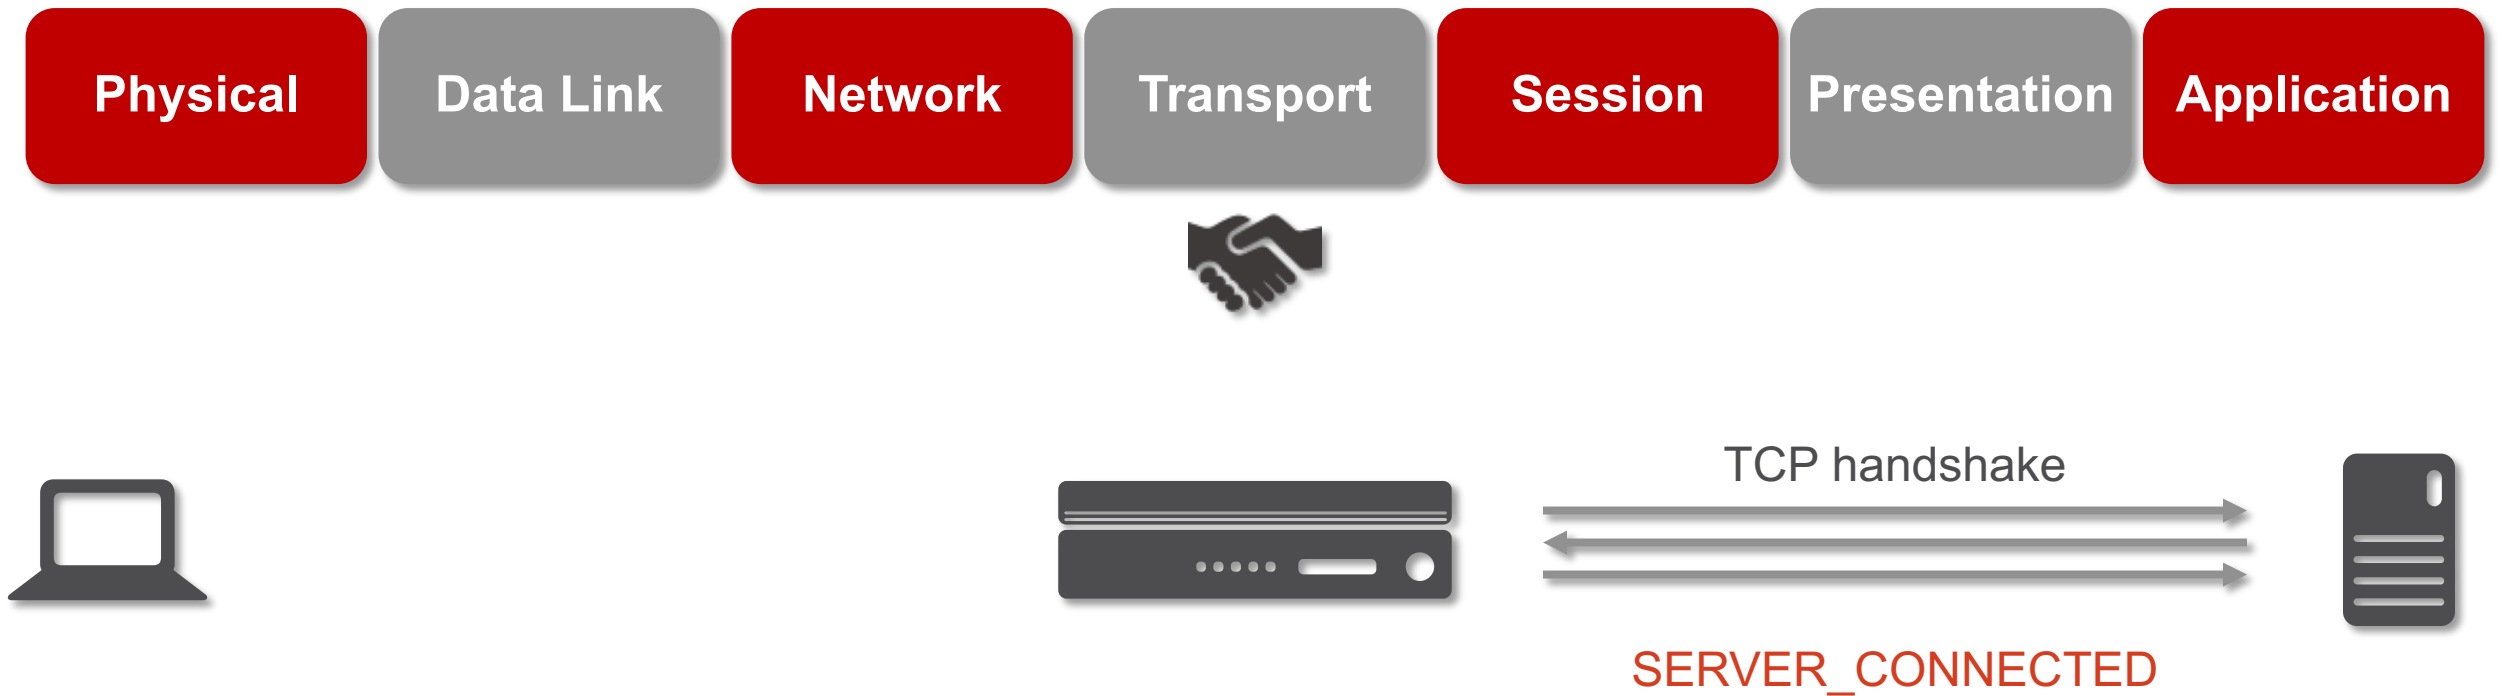 Physical
Data Link
Network
Transport
Session
Presentation
Application
TCP handshake
SERVER_CONNECTED